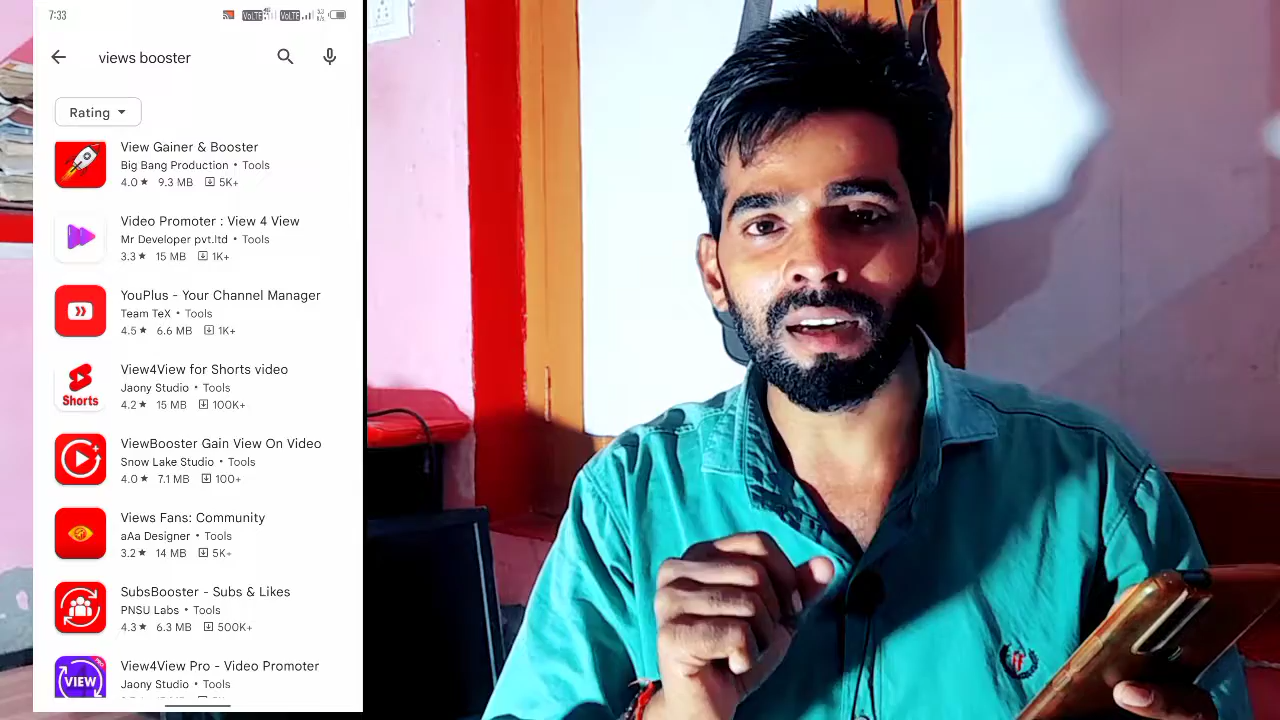 7:33
VoLTE 4G VoLTE
views booster
Rating
View Gainer & Booster
Big Bang Production • Tools
4.0★ 9.3 MB 5K+
Video Promoter : View 4 View
Mr Developer pvt.ltd • Tools
3.3★ 15 MB 1K+
YouPlus - Your Channel Manager
Team TeX • Tools
4.5★ 6.6 MB 1K+
View4View for Shorts video
Jaony Studio • Tools
Shorts
4.2★ 15 MB 100K+
ViewBooster Gain View On Video
Snow Lake Studio • Tools
4.0★ 7.1 MB 100+
Views Fans: Community
aAa Designer • Tools
3.2★ 14 MB 5K+
SubsBooster - Subs & Likes
PNSU Labs • Tools
4.3★ 6.3 MB 500K+
View4View Pro - Video Promoter
PRO
VIEW
Jaony Studio • Tools